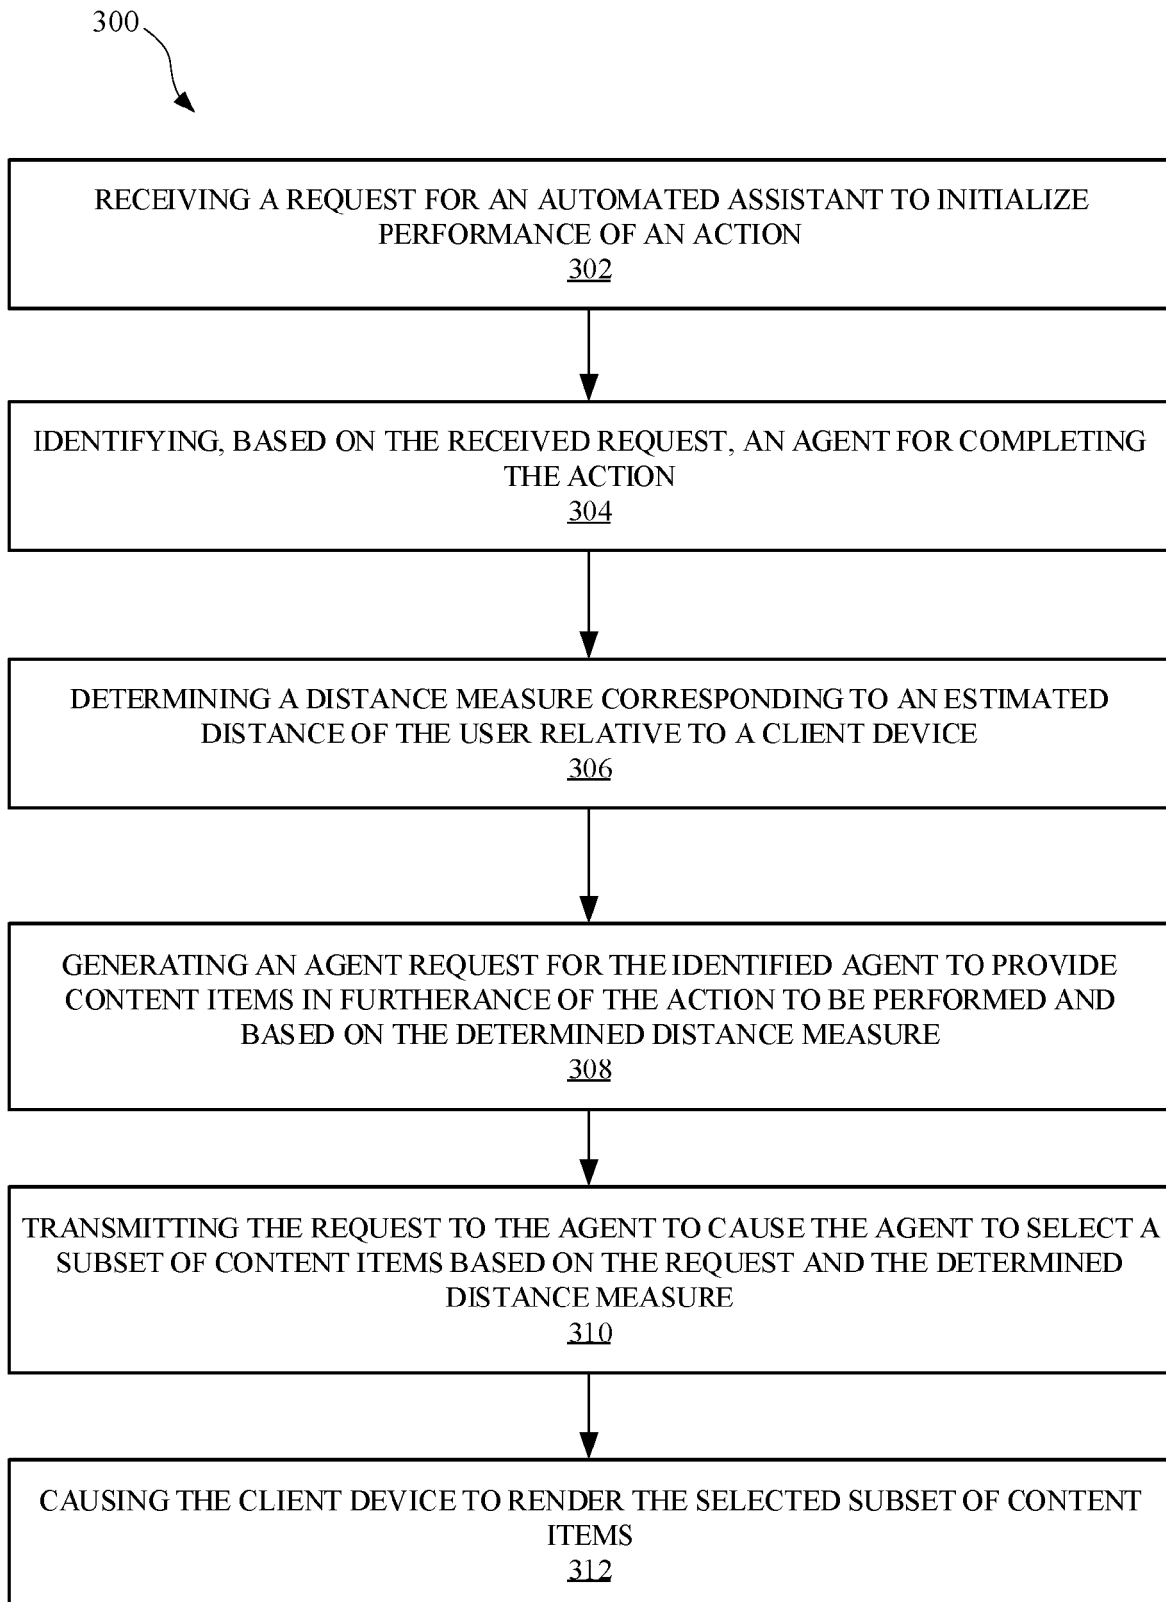 300
RECEIVING A REQUEST FOR AN AUTOMATED ASSISTANT TO INITIALIZE
PERFORMANCE OF AN ACTION
302
IDENTIFYING, BASED ON THE RECEIVED REQUEST, AN AGENT FOR COMPLETING
THE ACTION
304
DETERMINING A DISTANCE MEASURE CORRESPONDING TO AN ESTIMATED
DISTANCE OF THE USER RELATIVE TO A CLIENT DEVICE
306
GENERATING AN AGENT REQUEST FOR THE IDENTIFIED AGENT TO PROVIDE
CONTENT ITEMS IN FURTHERANCE OF THE ACTION TO BE PERFORMED AND
BASED ON THE DETERMINED DISTANCE MEASURE
308
TRANSMITTING THE REQUEST TO THE AGENT TO CAUSE THE AGENT TO SELECT A
SUBSET OF CONTENT ITEMS BASED ON THE REQUEST AND THE DETERMINED
DISTANCE MEASURE
310
CAUSING THE CLIENT DEVICE TO RENDER THE SELECTED SUBSET OF CONTENT
ITEMS
312